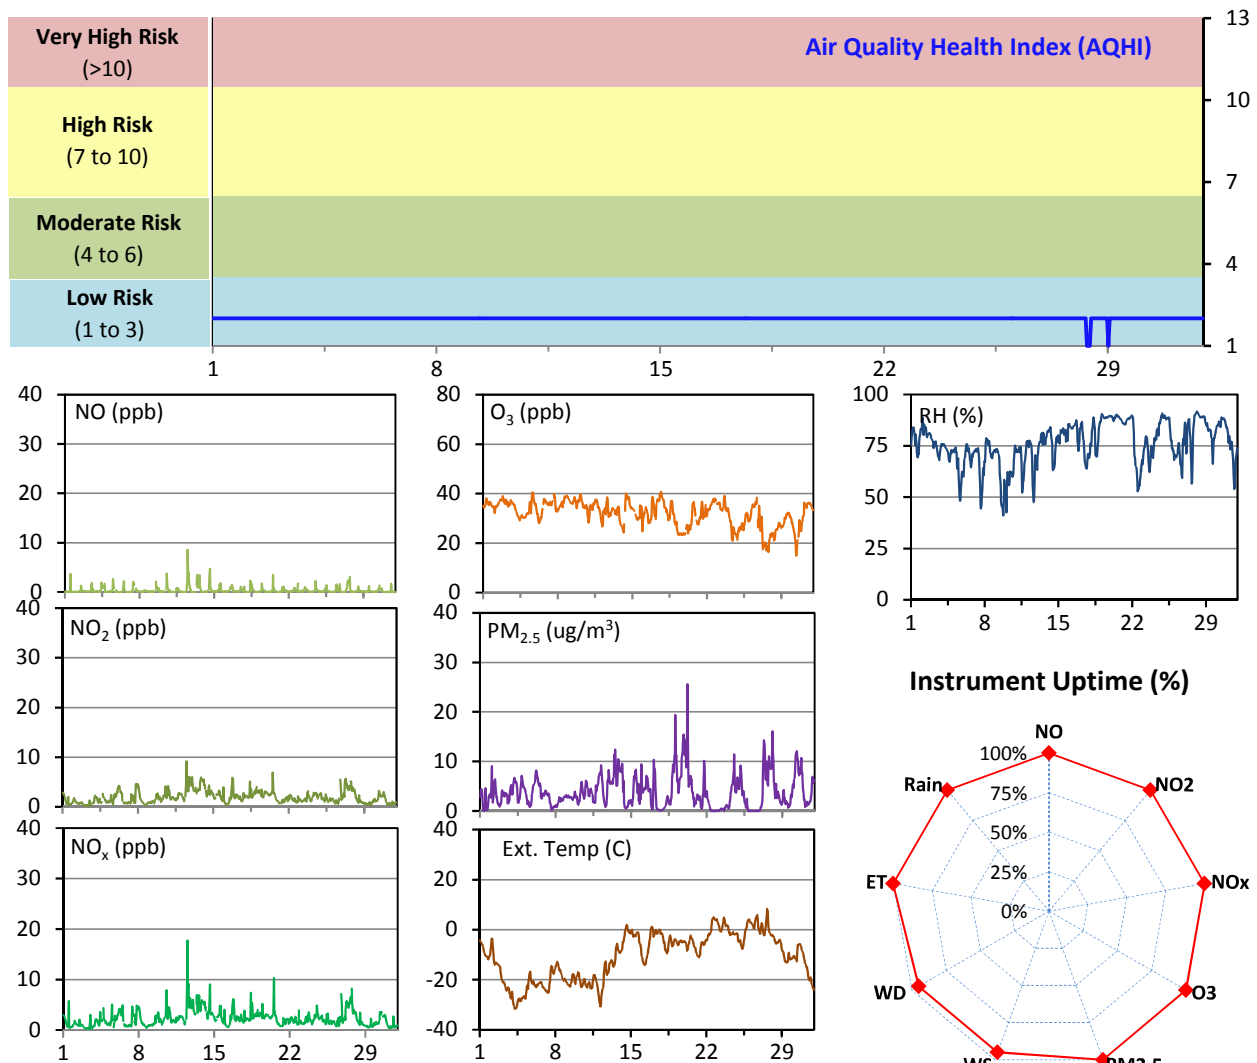 Very High Risk
(>10)
High Risk
(7 to 10)
Moderate Risk
(4 to 6)
Low Risk
(1 to 3)
Air Quality Health Index (AQHI)
13
10
7
4
1
1 8 15 22 29
NO (ppb)
40
30
20
10
0
O3 (ppb)
80
60
40
20
0
RH (%)
100
75
50
25
0
1 8 15 22 29
NO2 (ppb)
40
30
20
10
0
PM2.5 (ug/m3)
40
30
20
10
0
NOx (ppb)
40
30
20
10
0
1 8 15 22 29
Ext. Temp (C)
40
20
0
-20
-40
1 8 15 22 29
Instrument Uptime (%)
NO
NO2
NOx
O3
PM2.5
WS
WD
ET
Rain
100%
75%
50%
25%
0%